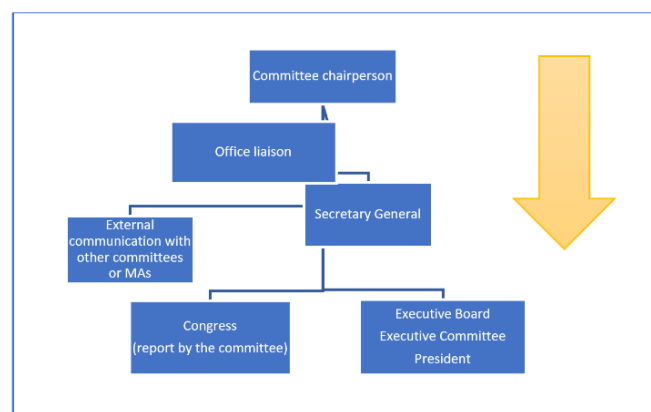 Committee chairperson
Office liaison
Secretary General
External
communication with
other committees
or MAs
Congress
(report by the committee)
Executive Board
Executive Committee
President